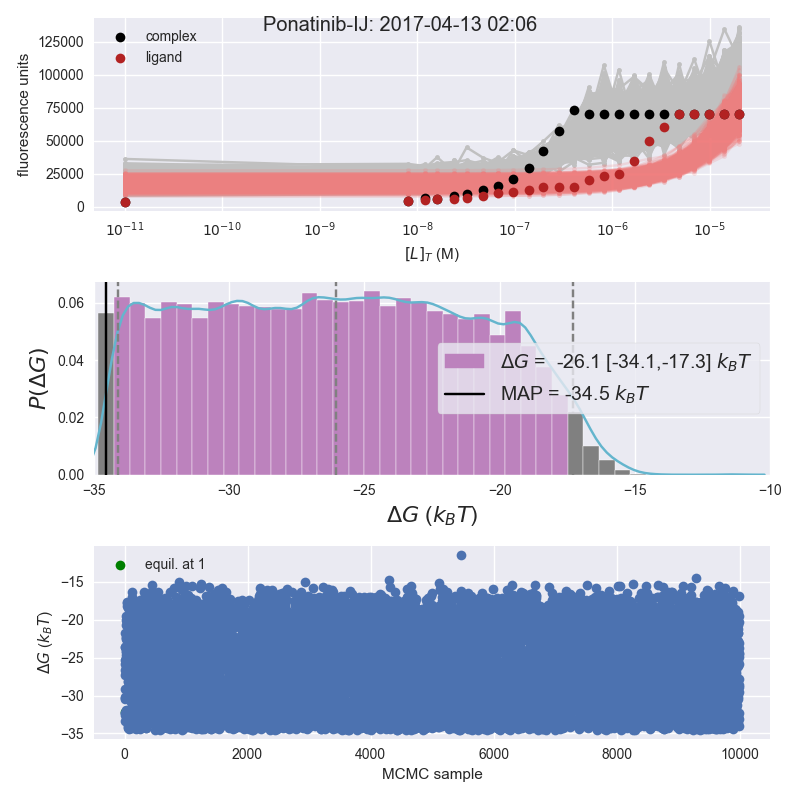 Ponatinib-IJ: 2017-04-13 02:06
complex
ligand
125000
100000
75000
50000
25000
0
fluorescence units
10⁻¹¹ 10⁻¹⁰ 10⁻⁹ 10⁻⁸ 10⁻⁷ 10⁻⁶ 10⁻⁵
[L]_T (M)
0.06
0.04
0.02
0.00
P(ΔG)
ΔG = -26.1 [-34.1,-17.3] k_BT
MAP = -34.5 k_BT
−35 −30 −25 −20 −15 −10
ΔG (k_BT)
equil. at 1
−15
−20
−25
−30
−35
ΔG (k_BT)
0 2000 4000 6000 8000 10000
MCMC sample